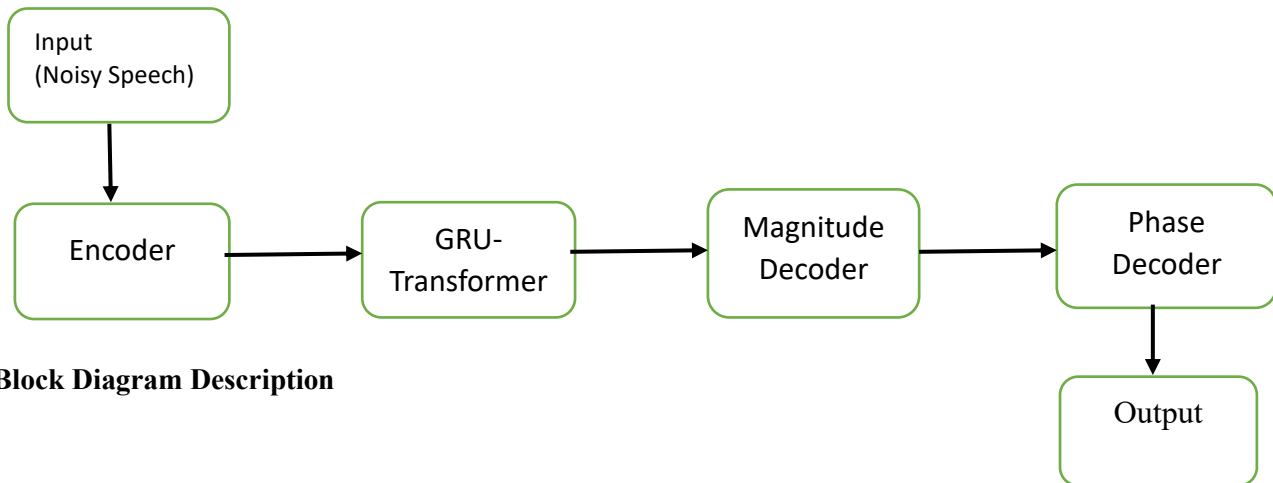 Input
(Noisy Speech)
Encoder
GRU-
Transformer
Magnitude
Decoder
Phase
Decoder
Block Diagram Description
Output